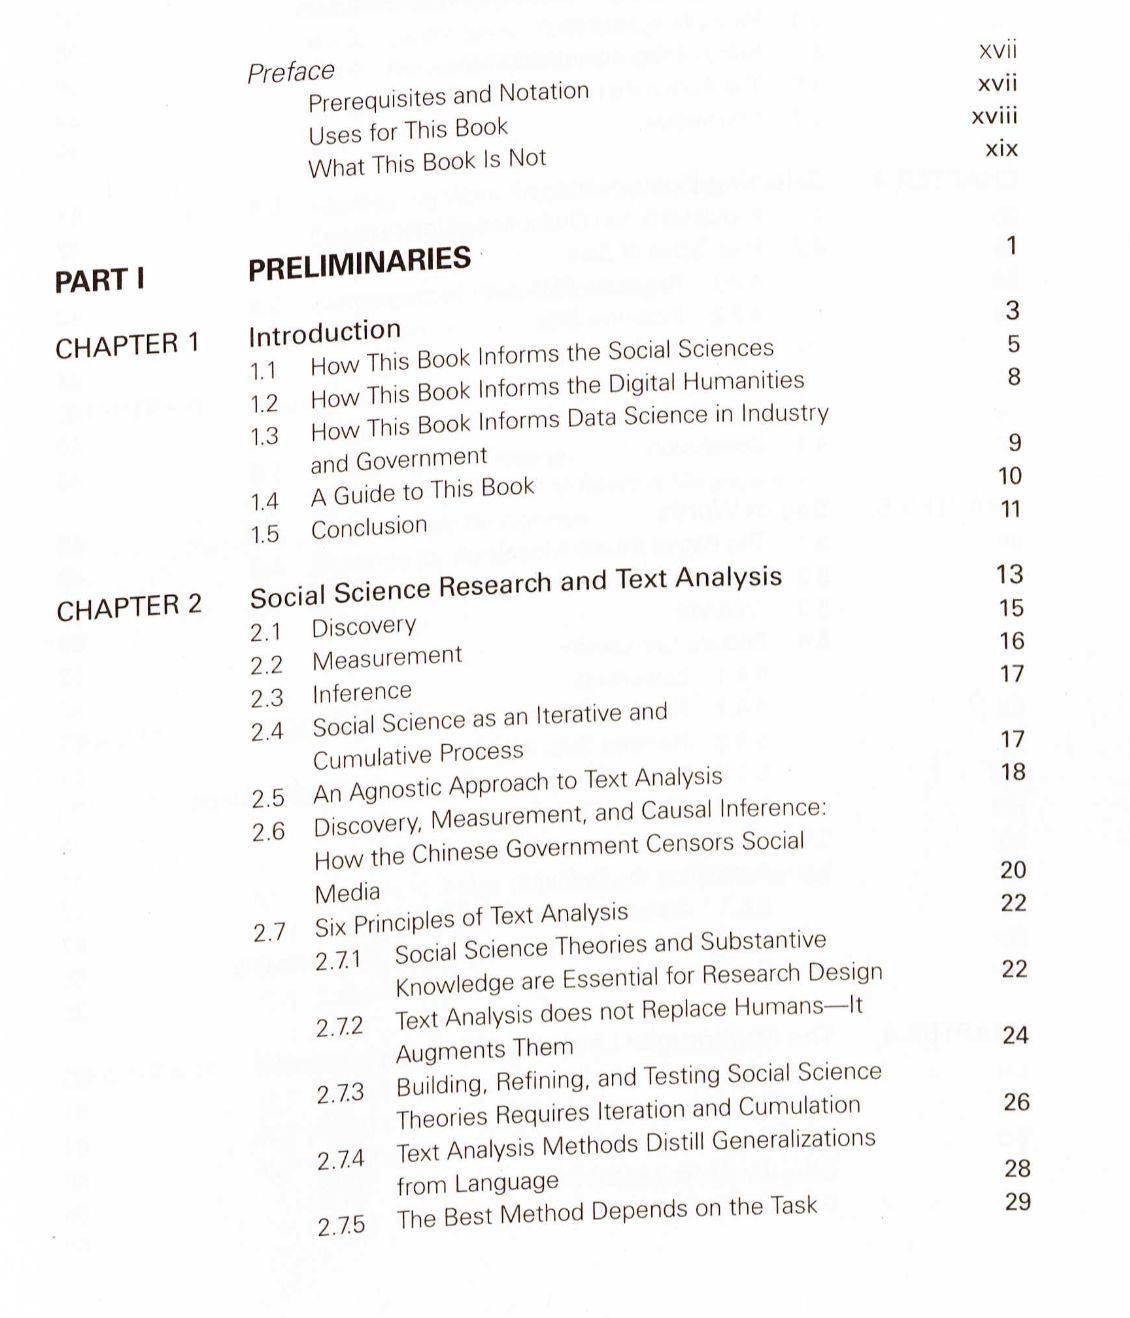 Preface xvii
Prerequisites and Notation xvii
Uses for This Book xviii
What This Book Is Not xix
PART I PRELIMINARIES 1
CHAPTER 1 Introduction 3
1.1 How This Book Informs the Social Sciences 5
1.2 How This Book Informs the Digital Humanities 8
1.3 How This Book Informs Data Science in Industry
and Government 9
1.4 A Guide to This Book 10
1.5 Conclusion 11
CHAPTER 2 Social Science Research and Text Analysis 13
2.1 Discovery 15
2.2 Measurement 16
2.3 Inference 17
2.4 Social Science as an Iterative and
Cumulative Process 17
2.5 An Agnostic Approach to Text Analysis 18
2.6 Discovery, Measurement, and Causal Inference:
How the Chinese Government Censors Social
Media 20
2.7 Six Principles of Text Analysis 22
2.7.1 Social Science Theories and Substantive
Knowledge are Essential for Research Design 22
2.7.2 Text Analysis does not Replace Humans—It
Augments Them 24
2.7.3 Building, Refining, and Testing Social Science
Theories Requires Iteration and Cumulation 26
2.7.4 Text Analysis Methods Distill Generalizations
from Language 28
2.7.5 The Best Method Depends on the Task 29